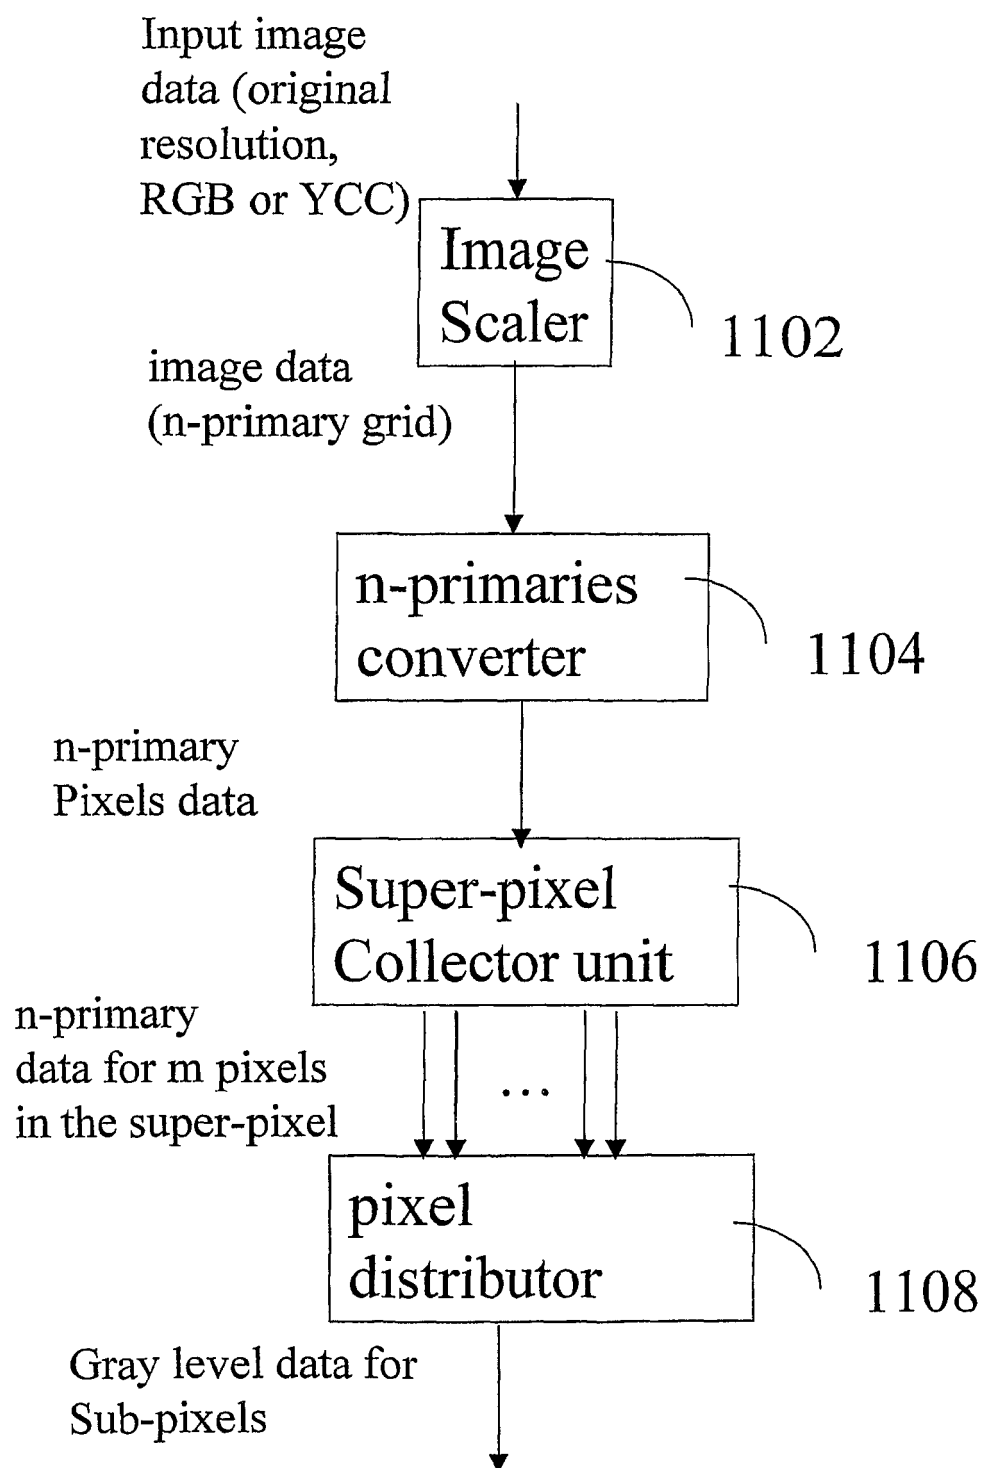 Input image
data (original
resolution,
RGB or YCC)
Image
Scaler
1102
image data
(n-primary grid)
n-primaries
converter
1104
n-primary
Pixels data
Super-pixel
Collector unit
1106
n-primary
data for m pixels
in the super-pixel
...
pixel
distributor
1108
Gray level data for
Sub-pixels